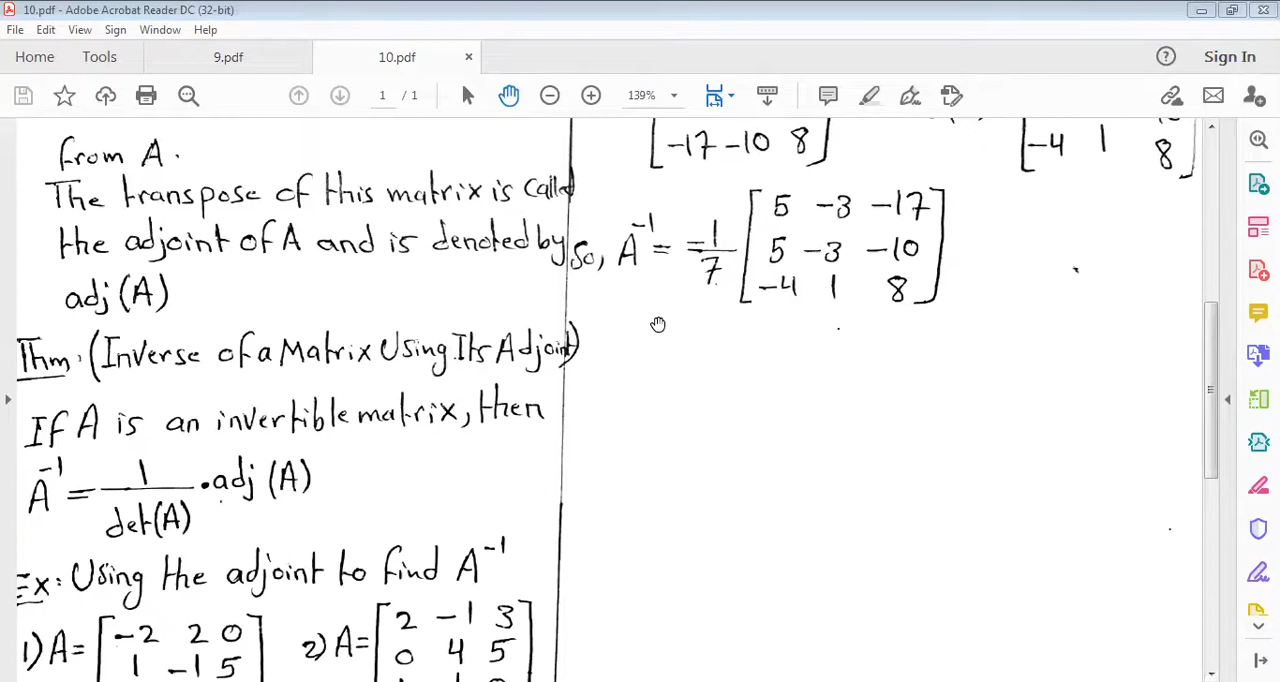 10.pdf - Adobe Acrobat Reader DC (32-bit)
File Edit View Sign Window Help
Home Tools 9.pdf 10.pdf × Sign In
1 / 1 139%
from A.
The transpose of this matrix is called
the adjoint of A and is denoted by
adj (A)
Thm: (Inverse of a Matrix Using Its Adjoint)
If A is an invertible matrix, then
A⁻¹ = 1/det(A) · adj (A)
Ex: Using the adjoint to find A⁻¹
1) A = [ -2 2 0
1 -1 5
2) A = [ 2 -1 3
0 4 5
[ -17 -10 8 ]
[ -4 1 8 ]
So, A⁻¹ = -1/7 [ 5 -3 -17
5 -3 -10
-4 1 8 ]